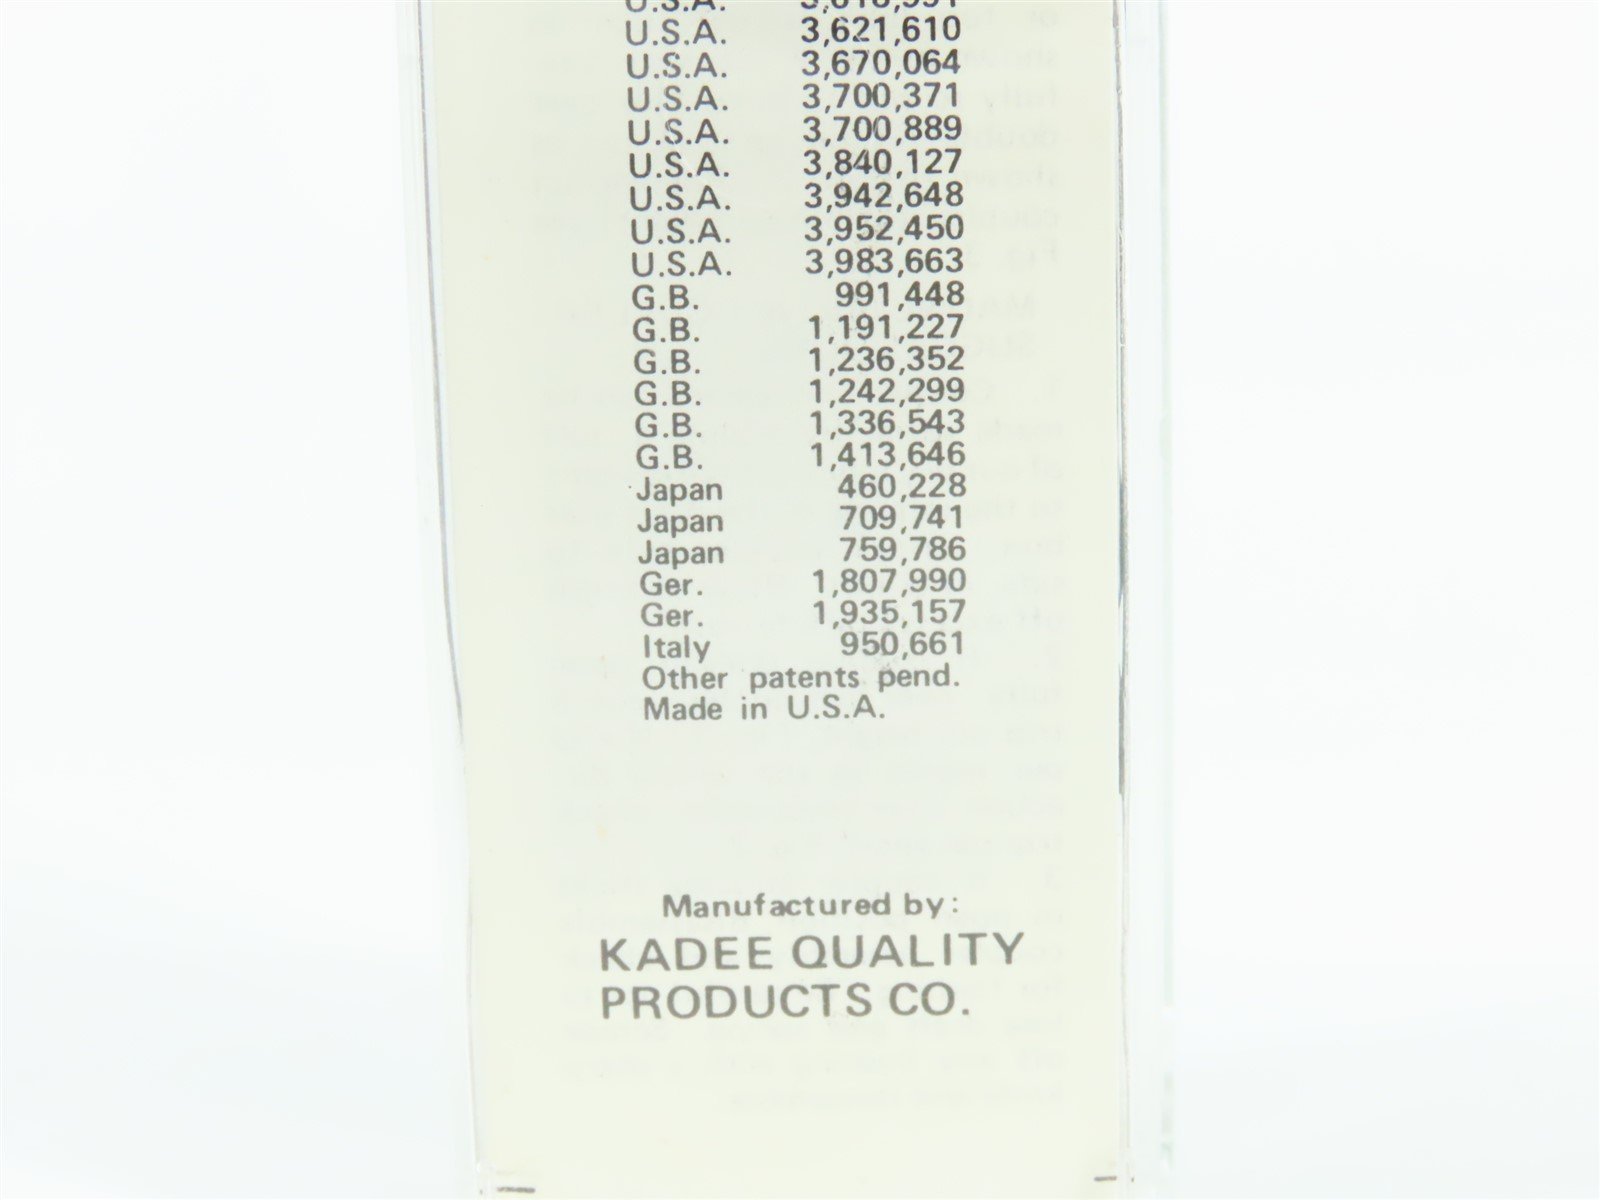 U.S.A. 3,621,610
U.S.A. 3,670,064
U.S.A. 3,700,371
U.S.A. 3,700,889
U.S.A. 3,840,127
U.S.A. 3,942,648
U.S.A. 3,952,450
U.S.A. 3,983,663
G.B. 991,448
G.B. 1,191,227
G.B. 1,236,352
G.B. 1,242,299
G.B. 1,336,543
G.B. 1,413,646
Japan 460,228
Japan 709,741
Japan 759,786
Ger. 1,807,990
Ger. 1,935,157
Italy 950,661
Other patents pend.
Made in U.S.A.
Manufactured by:
KADEE QUALITY
PRODUCTS CO.